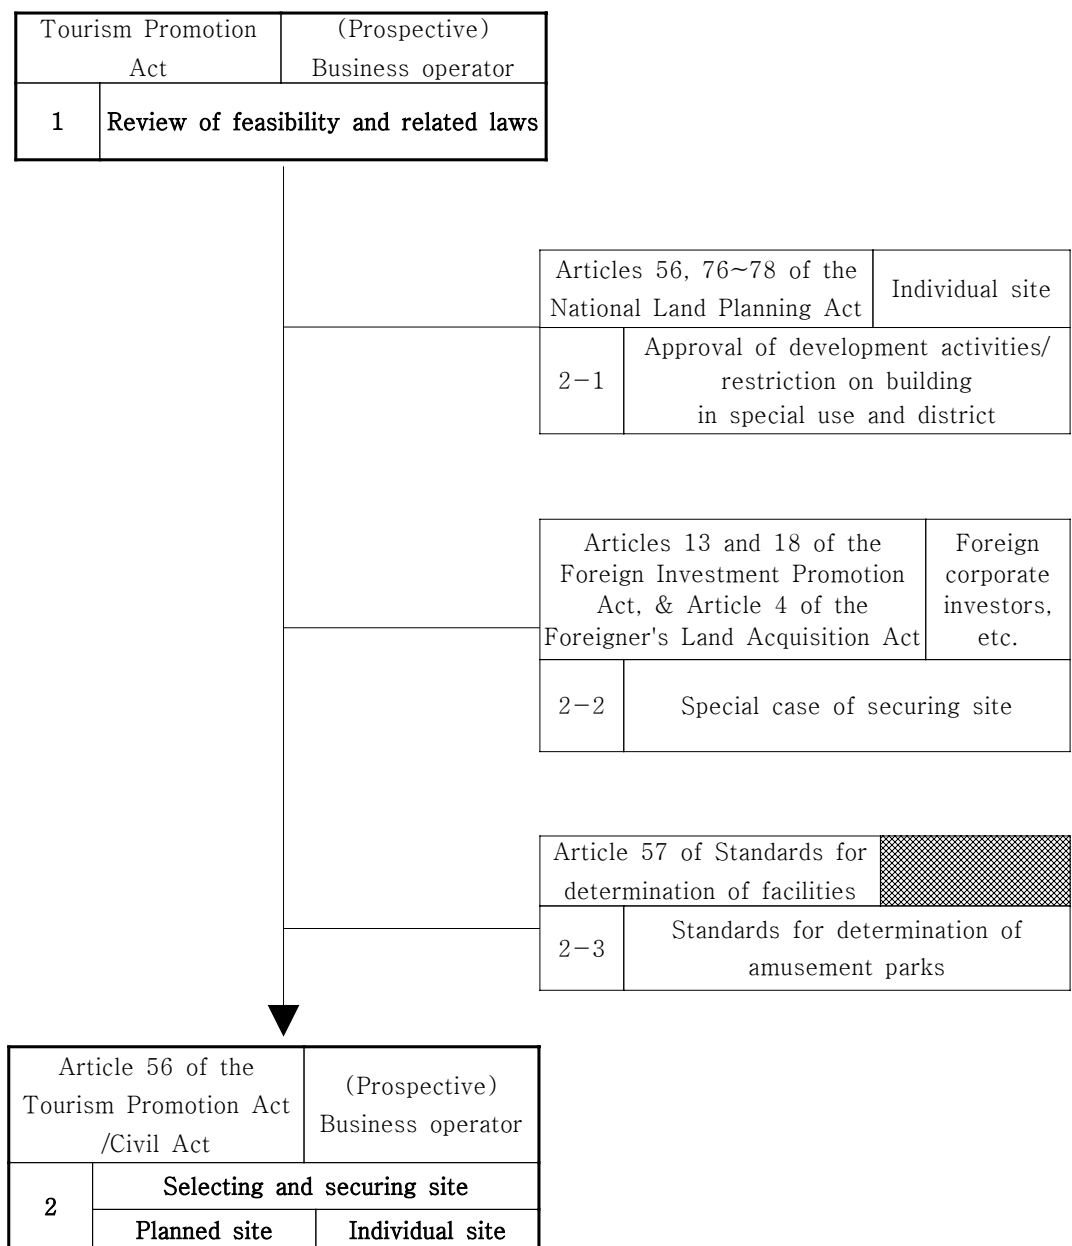 Tourism Promotion
Act
(Prospective)
Business operator
1
Review of feasibility and related laws
Articles 56, 76~78 of the
National Land Planning Act
Individual site
2-1
Approval of development activities/
restriction on building
in special use and district
Articles 13 and 18 of the
Foreign Investment Promotion
Act, & Article 4 of the
Foreigner's Land Acquisition Act
Foreign
corporate
investors,
etc.
2-2
Special case of securing site
Article 57 of Standards for
determination of facilities
2-3
Standards for determination of
amusement parks
Article 56 of the
Tourism Promotion Act
/Civil Act
(Prospective)
Business operator
2
Selecting and securing site
Planned site
Individual site